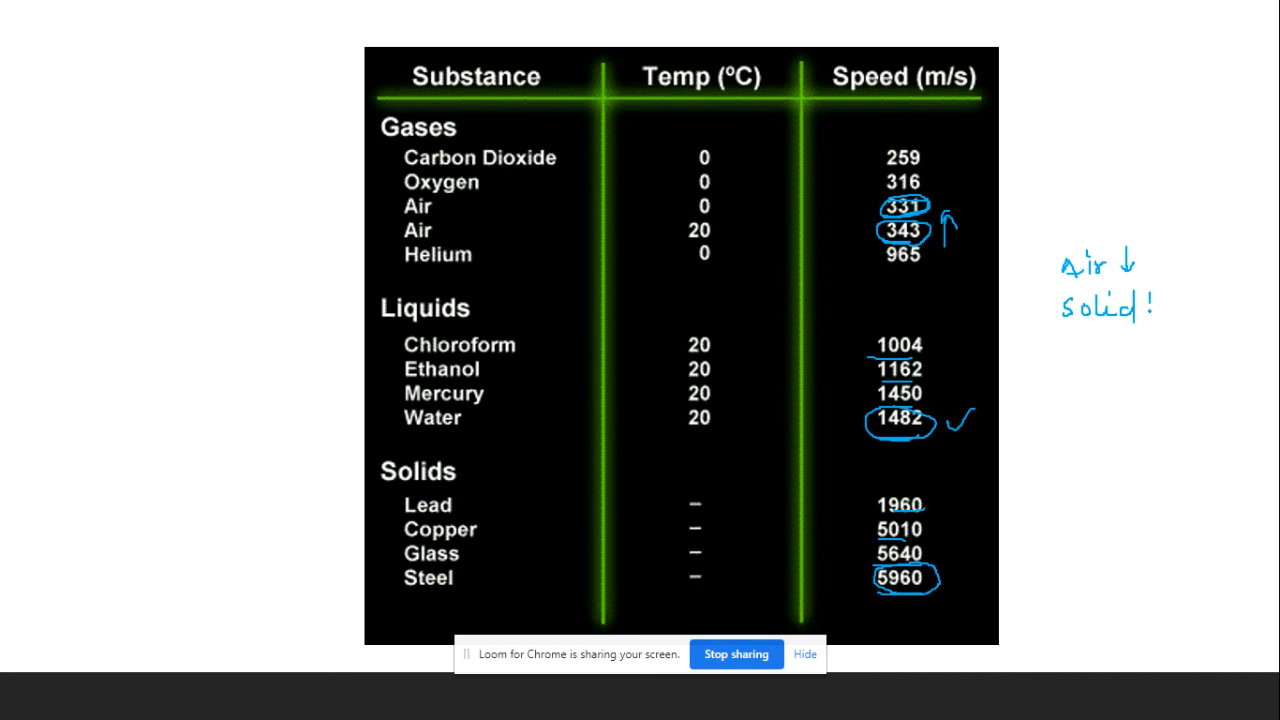 Substance Temp (ºC) Speed (m/s)
Gases
Carbon Dioxide 0 259
Oxygen 0 316
Air 0 331
Air 20 343
Helium 0 965
Air ↓
Solid!
Liquids
Chloroform 20 1004
Ethanol 20 1162
Mercury 20 1450
Water 20 1482
Solids
Lead – 1960
Copper – 5010
Glass – 5640
Steel – 5960
Loom for Chrome is sharing your screen. Stop sharing Hide